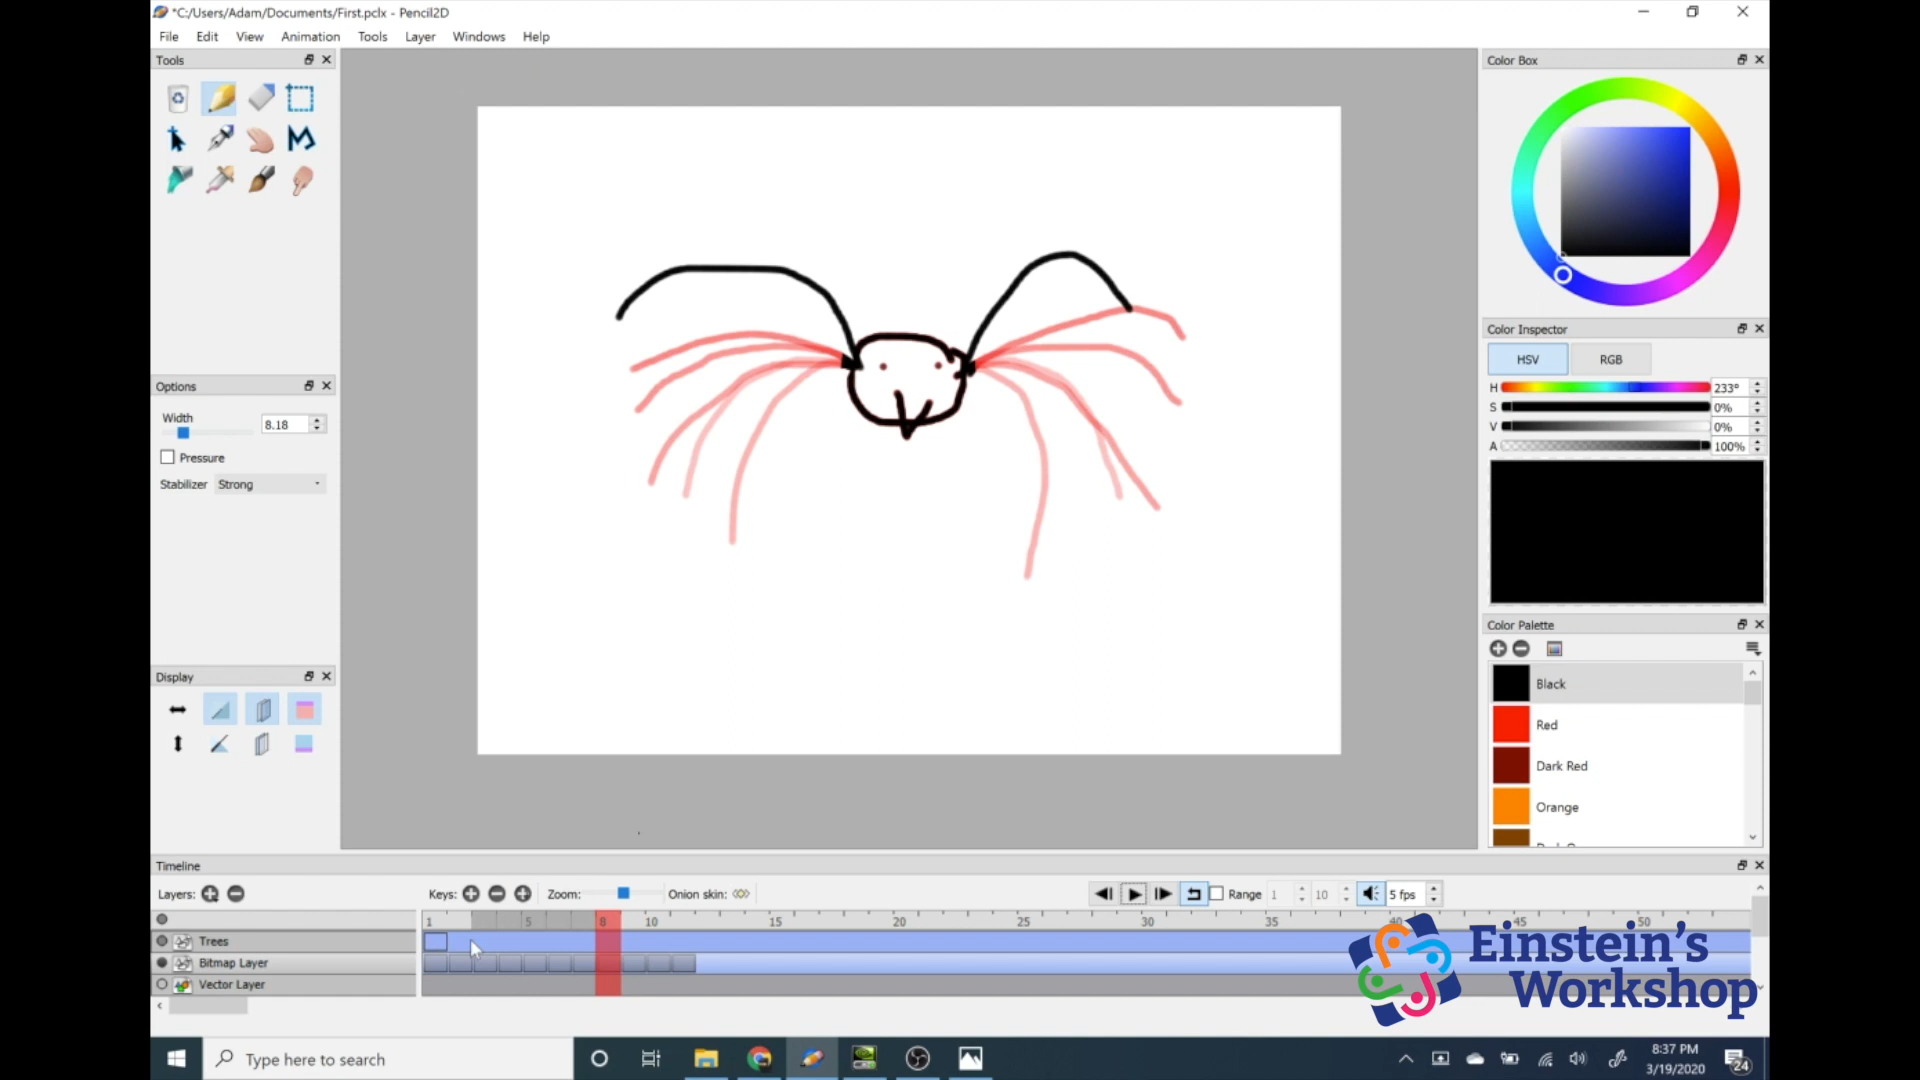 *C:/Users/Adam/Documents/First.pclx - Pencil2D
File Edit View Animation Tools Layer Windows Help
Tools
Color Box
Color Inspector
HSV RGB
H 233°
S 0%
V 0%
A 100%
Options
Width
8.18
Pressure
Stabilizer Strong
Color Palette
Black
Red
Dark Red
Orange
Display
Timeline
Layers: Keys: Zoom: Onion skin: Range 1 10 5 fps
1 5 8 10 15 20 25 30 35 40 45 50
Trees
Bitmap Layer
Vector Layer
Einstein's
Workshop
Type here to search
8:37 PM
3/19/2020
24